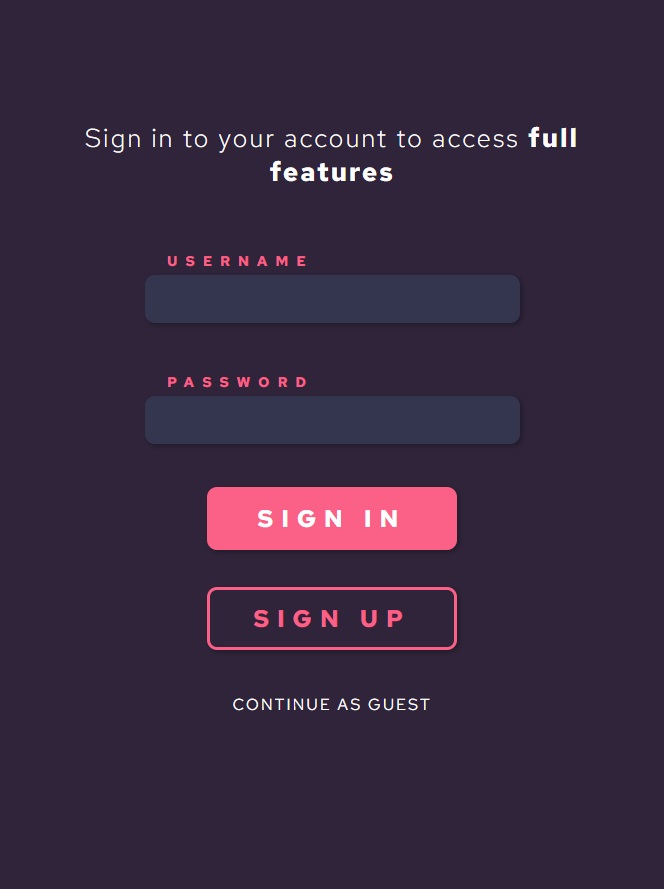 Sign in to your account to access full
features
USERNAME
PASSWORD
SIGN IN
SIGN UP
CONTINUE AS GUEST